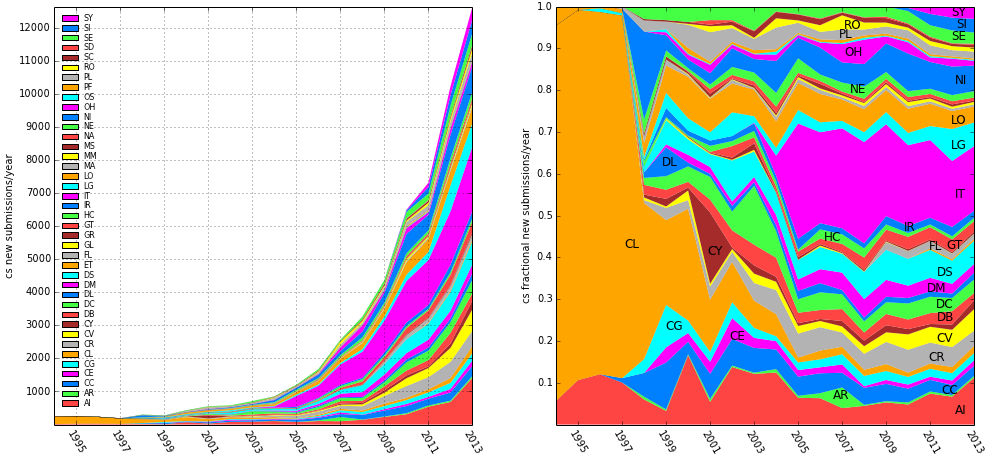 cs new submissions/year
12000
11000
10000
9000
8000
7000
6000
5000
4000
3000
2000
1000
SY
SI
SE
SD
SC
RO
PL
PF
OS
OH
NI
NE
NA
MS
MM
MA
LO
LG
IT
IR
HC
GT
GR
GL
FL
ET
DS
DM
DL
DC
DB
CY
CV
CR
CL
CG
CE
CC
AR
AI
1995
1997
1999
2001
2003
2005
2007
2009
2011
2013
cs fractional new submissions/year
1.0
0.9
0.8
0.7
0.6
0.5
0.4
0.3
0.2
0.1
SY
SI
SE
RO
PL
OH
NI
NE
LO
LG
DL
IT
IR
HC
FL GT
CL
CY
DS
DM
DC
DB
CG
CE
CV
CR
CC
AR
AI
1995
1997
1999
2001
2003
2005
2007
2009
2011
2013